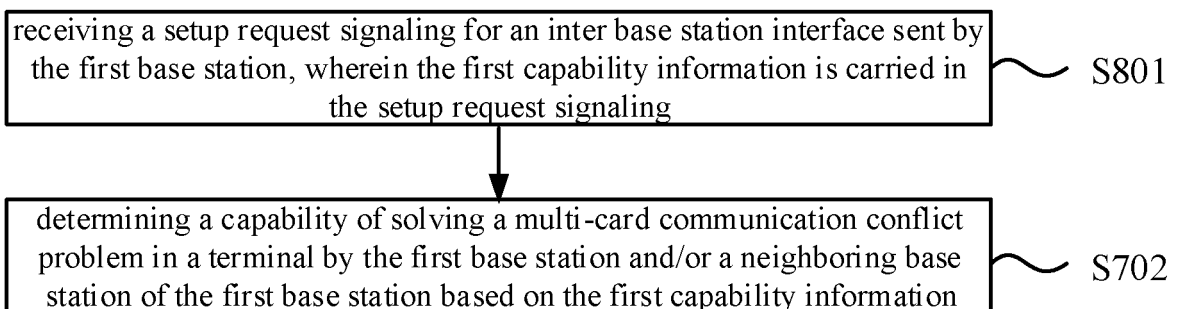 receiving a setup request signaling for an inter base station interface sent by
the first base station, wherein the first capability information is carried in
the setup request signaling
S801
determining a capability of solving a multi-card communication conflict
problem in a terminal by the first base station and/or a neighboring base
station of the first base station based on the first capability information
S702